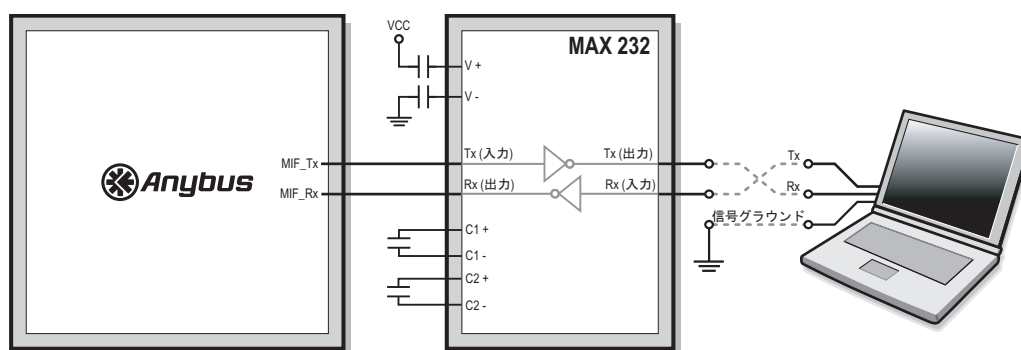 VCC
MAX 232
V +
V -
MIF_Tx
Tx (入力)
Tx (出力)
Tx
Anybus
MIF_Rx
Rx (出力)
Rx (入力)
Rx
信号グラウンド
C1 +
C1 -
C2 +
C2 -